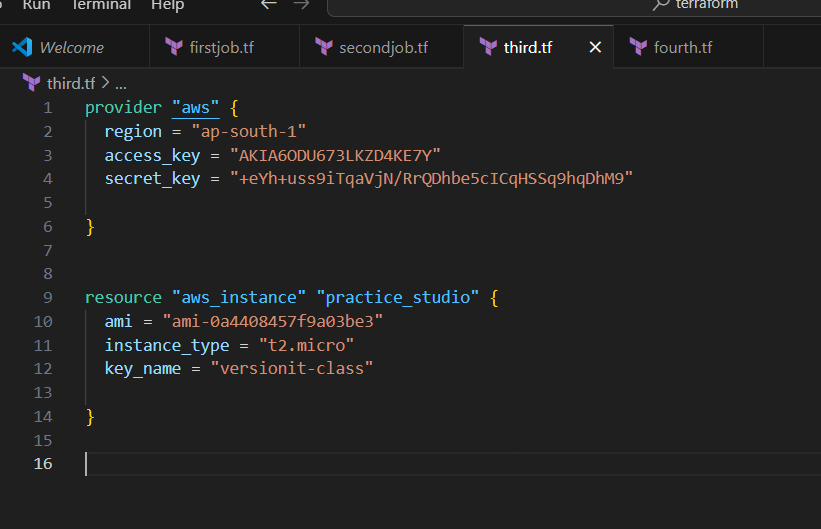 Run Terminal Help ← → terraform
Welcome firstjob.tf secondjob.tf third.tf × fourth.tf
third.tf > ...
1 provider "aws" {
2 region = "ap-south-1"
3 access_key = "AKIA6ODU673LKZD4KE7Y"
4 secret_key = "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"
5
6 }
7
8
9 resource "aws_instance" "practice_studio" {
10 ami = "ami-0a4408457f9a03be3"
11 instance_type = "t2.micro"
12 key_name = "versionit-class"
13
14 }
15
16